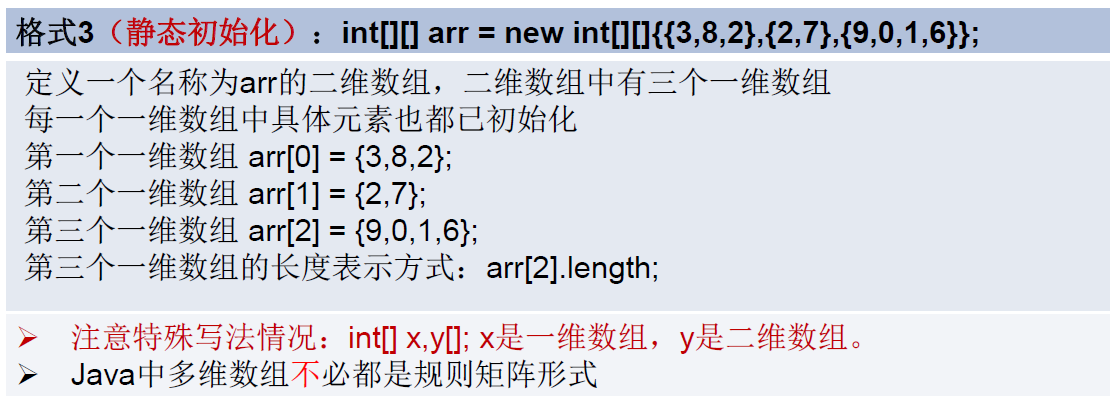 格式3（静态初始化）：int[][] arr = new int[][]{{3,8,2},{2,7},{9,0,1,6}};
定义一个名称为arr的二维数组，二维数组中有三个一维数组
每一个一维数组中具体元素也都已初始化
第一个一维数组 arr[0] = {3,8,2};
第二个一维数组 arr[1] = {2,7};
第三个一维数组 arr[2] = {9,0,1,6};
第三个一维数组的长度表示方式：arr[2].length;
➢ 注意特殊写法情况：int[] x,y[]; x是一维数组，y是二维数组。
➢ Java中多维数组不必都是规则矩阵形式